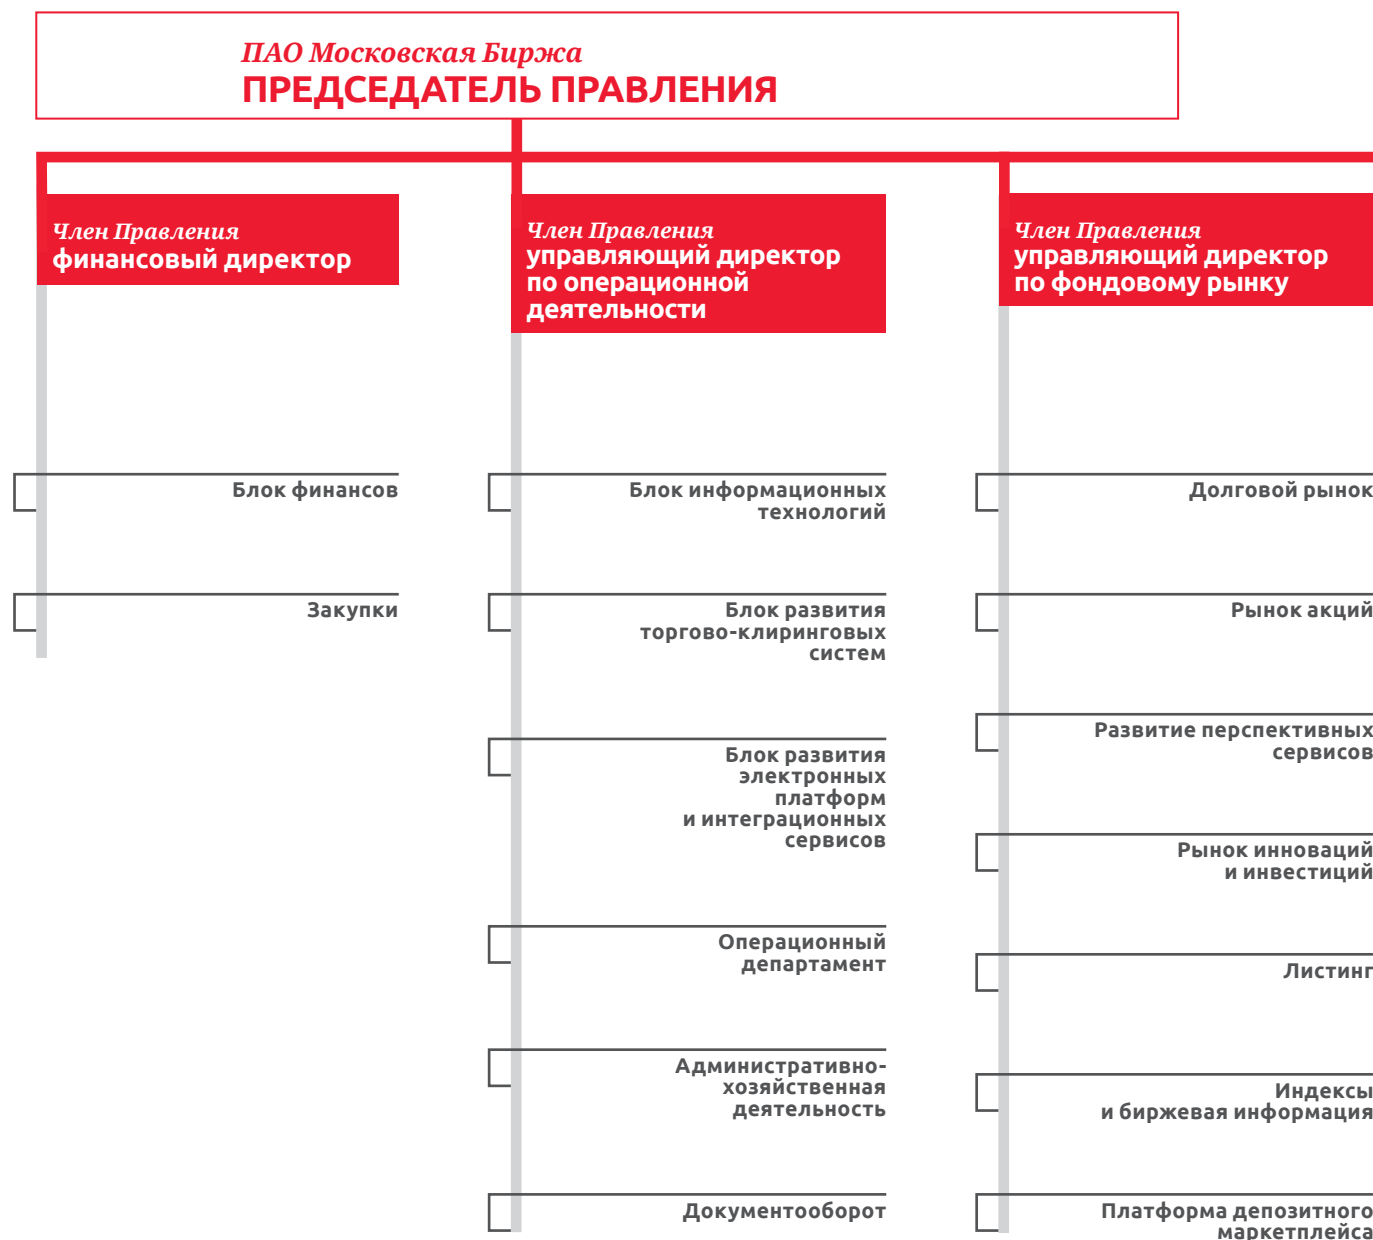 ПАО Московская Биржа
ПРЕДСЕДАТЕЛЬ ПРАВЛЕНИЯ
Член Правления
финансовый директор
Блок финансов
Закупки
Член Правления
управляющий директор
по операционной
деятельности
Блок информационных
технологий
Блок развития
торгово-клиринговых
систем
Блок развития
электронных
платформ
и интеграционных
сервисов
Операционный
департамент
Административно-
хозяйственная
деятельность
Документооборот
Член Правления
управляющий директор
по фондовому рынку
Долговой рынок
Рынок акций
Развитие перспективных
сервисов
Рынок инноваций
и инвестиций
Листинг
Индексы
и биржевая информация
Платформа депозитного
маркетплейса